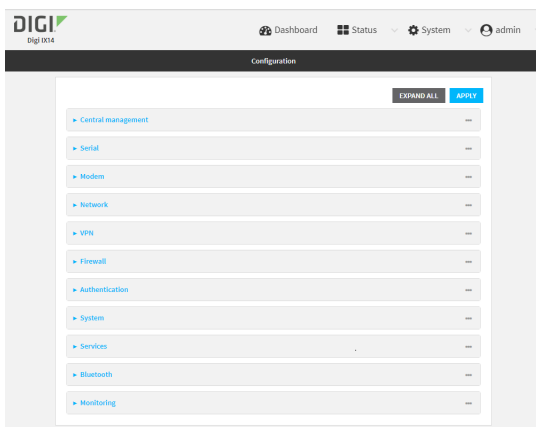 DIGI
Digi IX14
Dashboard Status System admin
Configuration
EXPAND ALL APPLY
Central management
Serial
Modem
Network
VPN
Firewall
Authentication
System
Services
Bluetooth
Monitoring